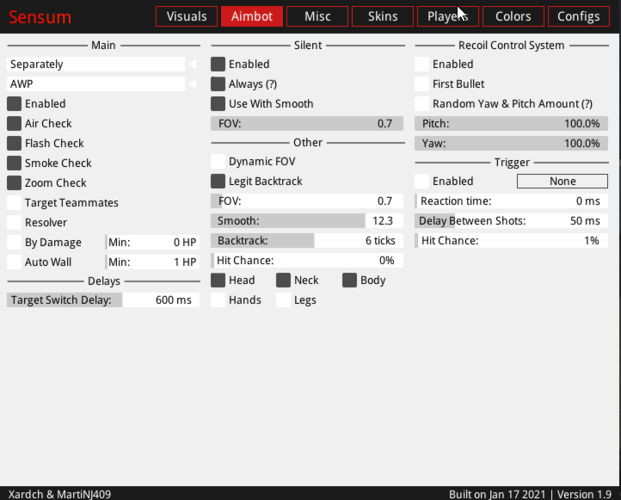 Sensum
Visuals
Aimbot
Misc
Skins
Players
Colors
Configs
Main
Separately
AWP
Enabled
Air Check
Flash Check
Smoke Check
Zoom Check
Target Teammates
Resolver
By Damage Min: 0 HP
Auto Wall Min: 1 HP
Delays
Target Switch Delay: 600 ms
Silent
Enabled
Always (?)
Use With Smooth
FOV: 0.7
Other
Dynamic FOV
Legit Backtrack
FOV: 0.7
Smooth: 12.3
Backtrack: 6 ticks
Hit Chance: 0%
Head Neck Body
Hands Legs
Recoil Control System
Enabled
First Bullet
Random Yaw & Pitch Amount (?)
Pitch: 100.0%
Yaw: 100.0%
Trigger
Enabled None
Reaction time: 0 ms
Delay Between Shots: 50 ms
Hit Chance: 1%
Xardch & MartiNJ409
Built on Jan 17 2021 | Version 1.9